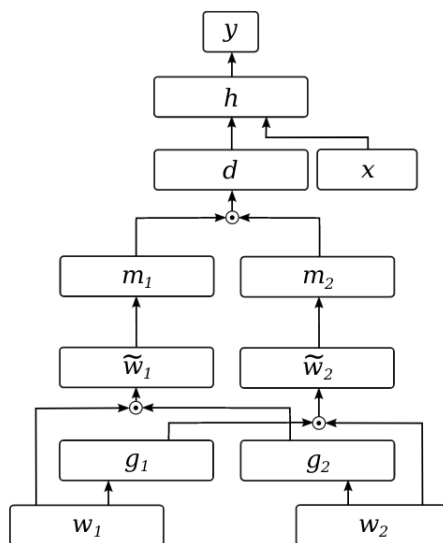 y
h
d x
m₁ m₂
w̃₁ w̃₂
g₁ g₂
w₁ w₂